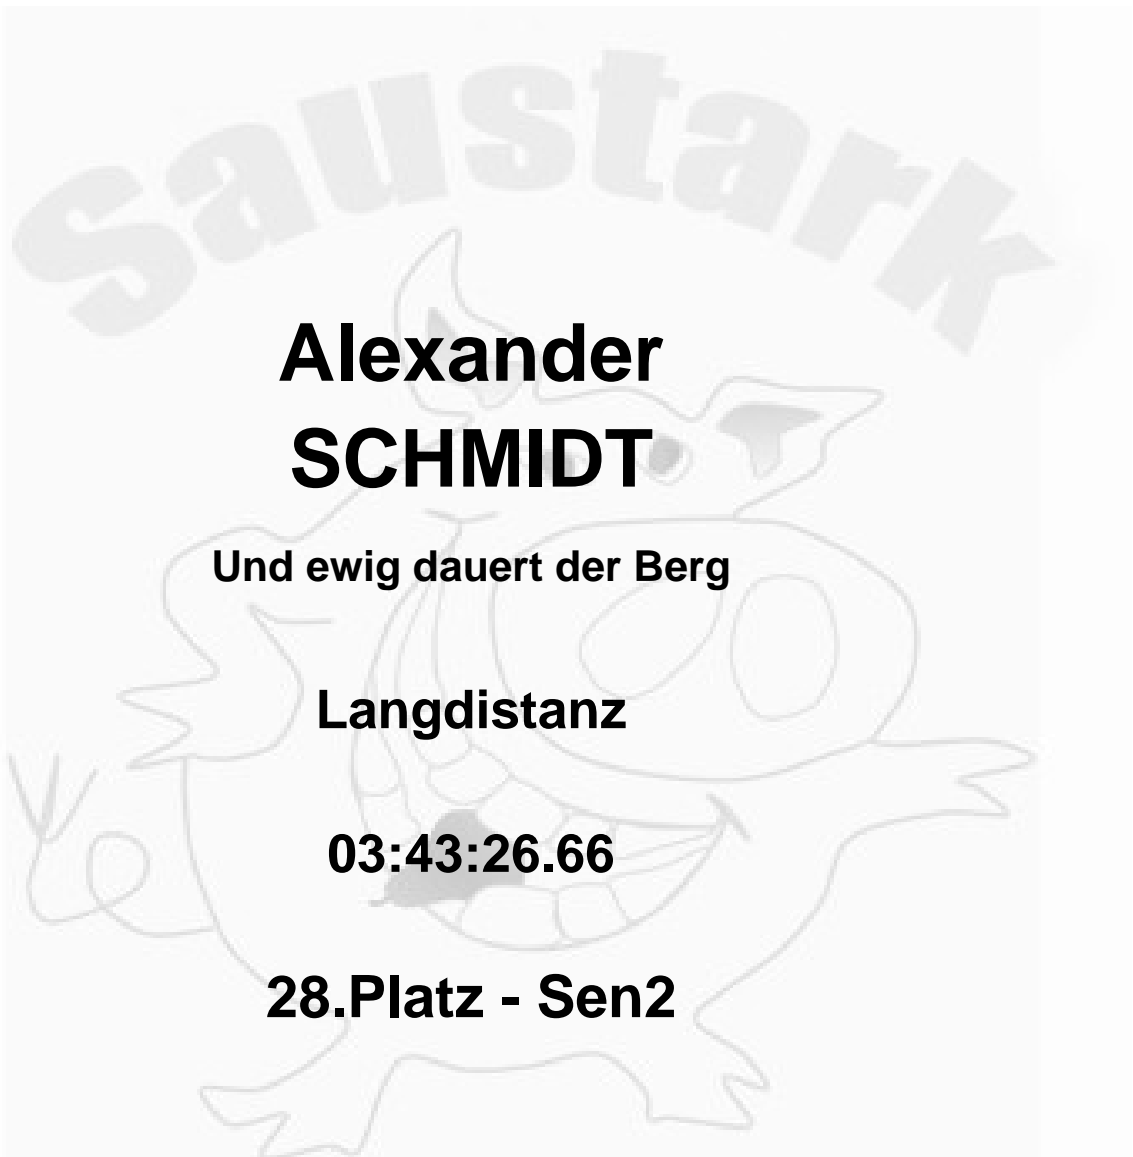 Saustark
Alexander
SCHMIDT
Und ewig dauert der Berg
Langdistanz
03:43:26.66
28.Platz - Sen2